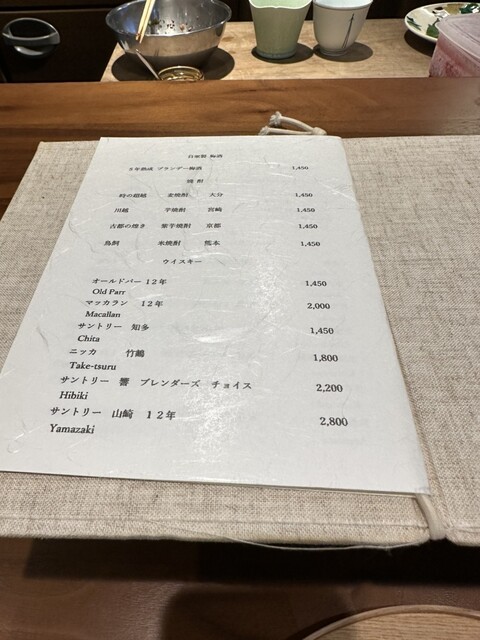 自家製 梅酒
5年熟成 ブランデー梅酒 1,450
焼酎
時の超越 麦焼酎 大分 1,450
川越 芋焼酎 宮崎 1,450
古都の煌き 紫芋焼酎 京都 1,450
鳥飼 米焼酎 熊本 1,450
ウイスキー
オールドパー 12年 1,450
Old Parr
マッカラン 12年 2,000
Macallan
サントリー 知多 1,450
Chita
ニッカ 竹鶴 1,800
Take-tsuru
サントリー 響 ブレンダーズ チョイス 2,200
Hibiki
サントリー 山崎 12年 2,800
Yamazaki